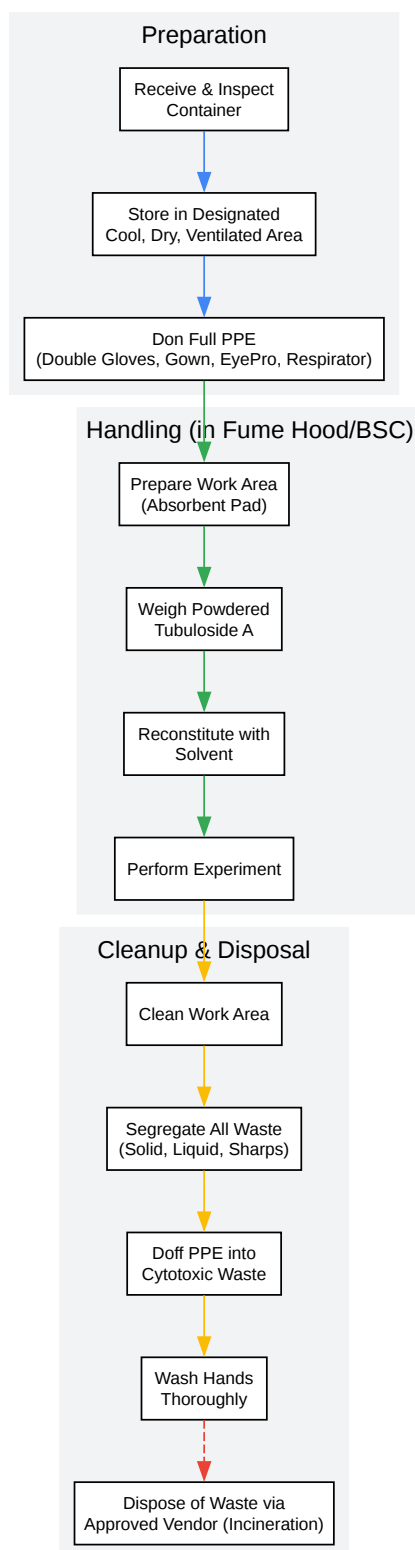 Preparation
Receive & Inspect
Container
Store in Designated
Cool, Dry, Ventilated Area
Don Full PPE
(Double Gloves, Gown, EyePro, Respirator)
Handling (in Fume Hood/BSC)
Prepare Work Area
(Absorbent Pad)
Weigh Powdered
Tubuloside A
Reconstitute with
Solvent
Perform Experiment
Cleanup & Disposal
Clean Work Area
Segregate All Waste
(Solid, Liquid, Sharps)
Doff PPE into
Cytotoxic Waste
Wash Hands
Thoroughly
Dispose of Waste via
Approved Vendor (Incineration)